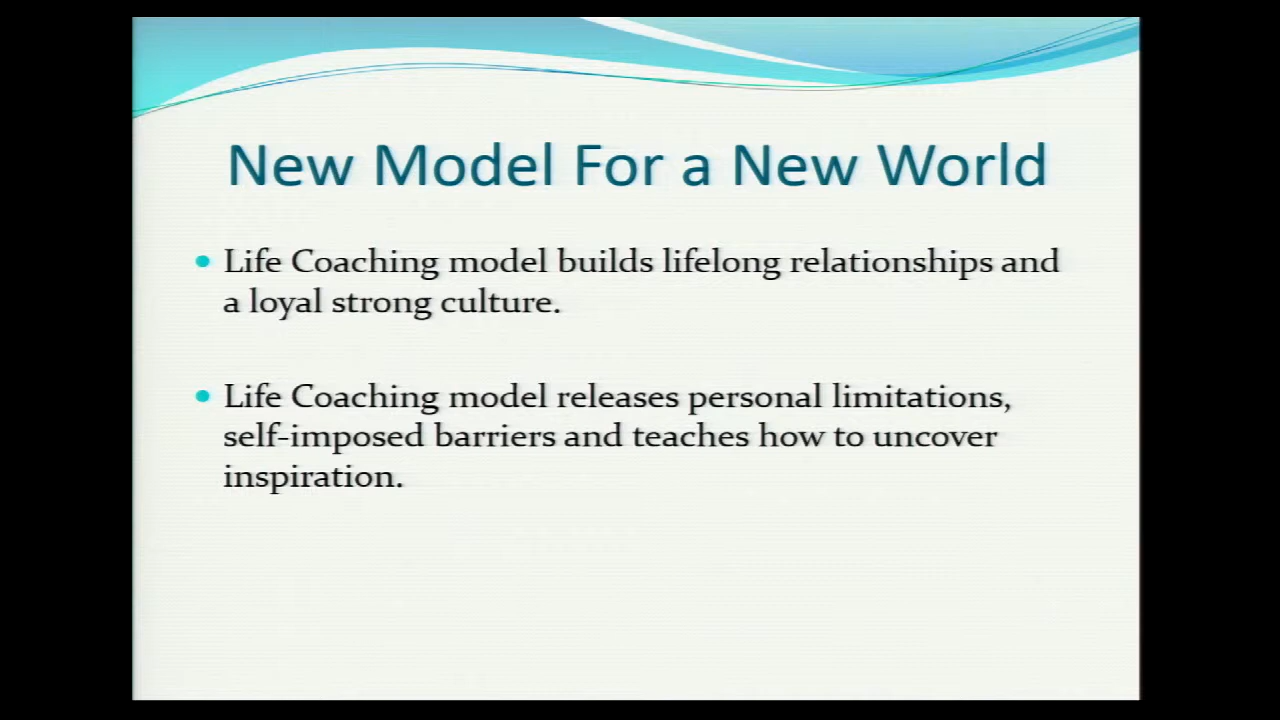 New Model For a New World
• Life Coaching model builds lifelong relationships and
a loyal strong culture.
• Life Coaching model releases personal limitations,
self-imposed barriers and teaches how to uncover
inspiration.